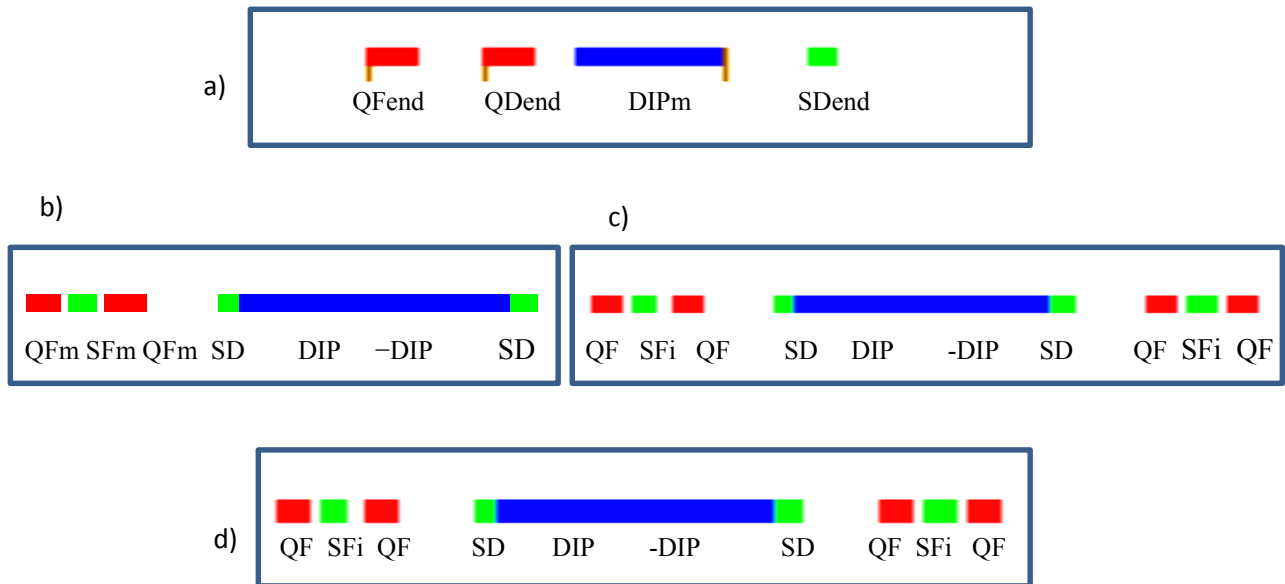 a)
QFend QDend DIPm SDend
b)
QFm SFm QFm SD DIP −DIP SD
c)
QF SFi QF SD DIP -DIP SD QF SFi QF
d)
QF SFi QF SD DIP -DIP SD QF SFi QF